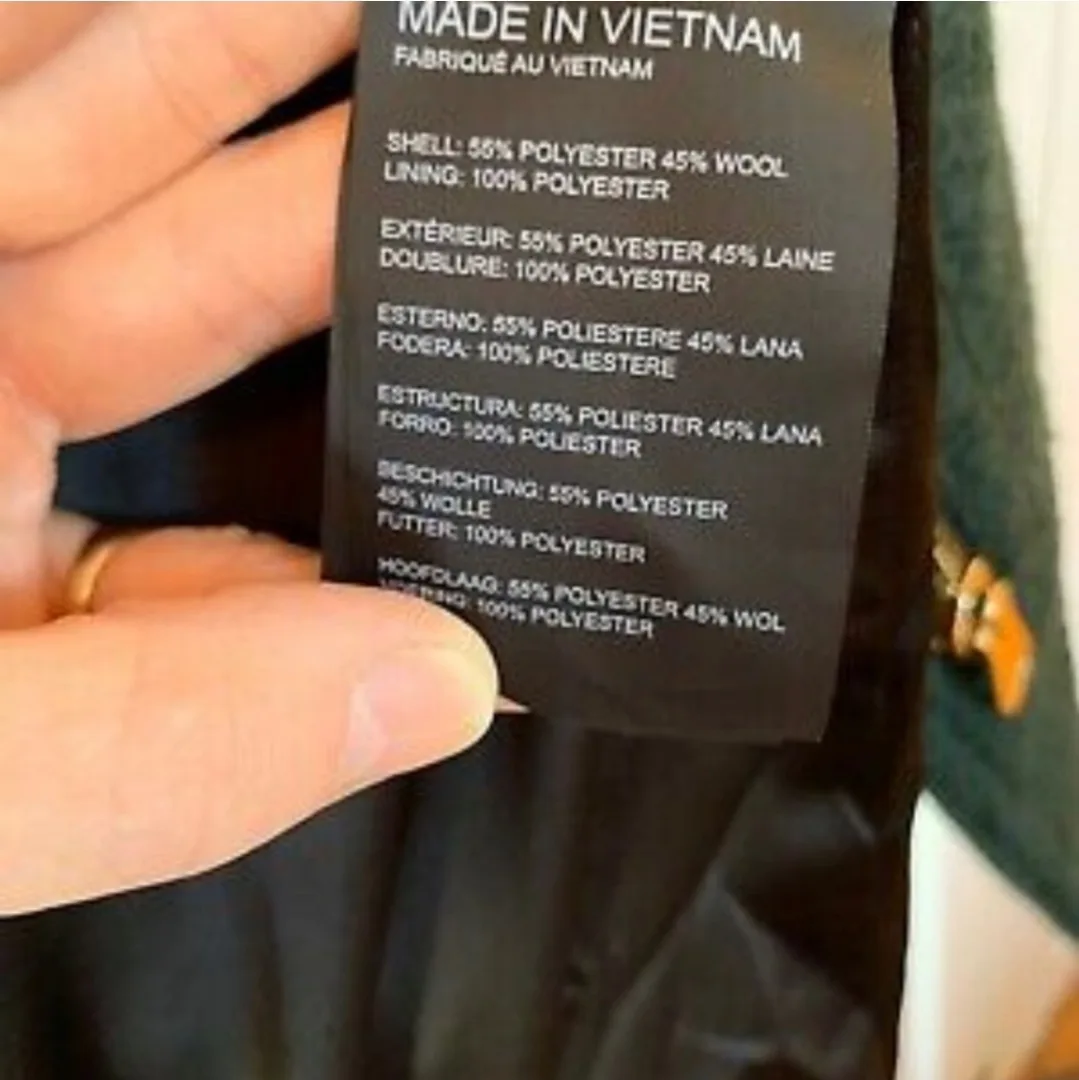 MADE IN VIETNAM
FABRIQUÉ AU VIETNAM
SHELL: 55% POLYESTER 45% WOOL
LINING: 100% POLYESTER
EXTÉRIEUR: 55% POLYESTER 45% LAINE
DOUBLURE: 100% POLYESTER
ESTERNO: 55% POLIESTERE 45% LANA
FODERA: 100% POLIESTERE
ESTRUCTURA: 55% POLIESTER 45% LANA
FORRO: 100% POLIESTER
BESCHICHTUNG: 55% POLYESTER
45% WOLLE
FUTTER: 100% POLYESTER
HOOFDLAAG: 55% POLYESTER 45% WOL
VOERING: 100% POLYESTER